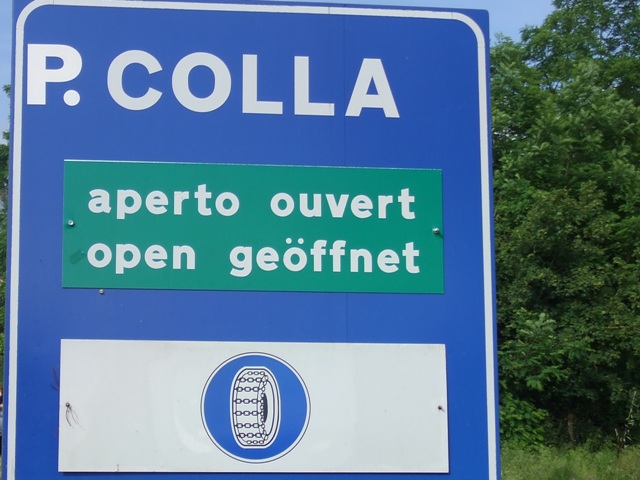 P. COLLA
aperto ouvert
open geöffnet